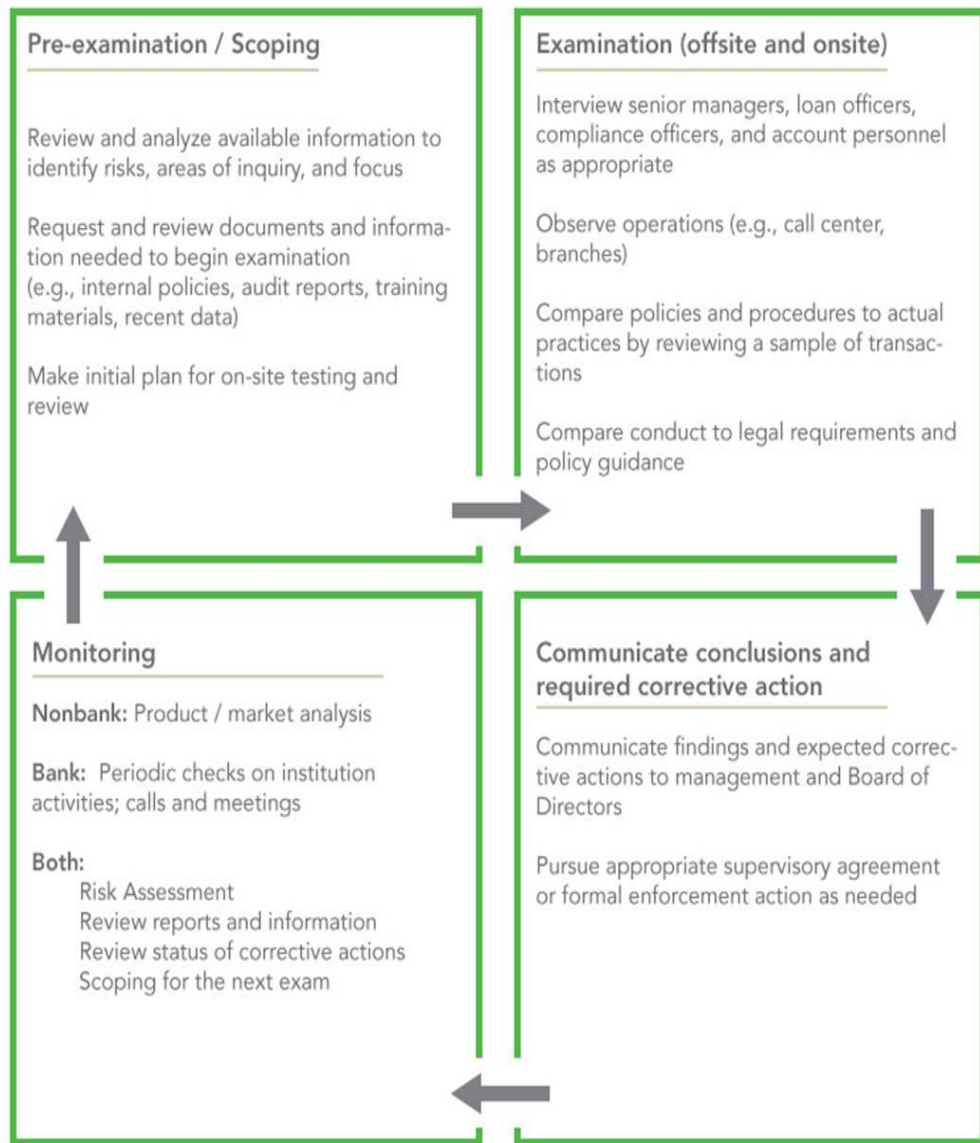 Pre-examination / Scoping
Review and analyze available information to
identify risks, areas of inquiry, and focus
Request and review documents and informa-
tion needed to begin examination
(e.g., internal policies, audit reports, training
materials, recent data)
Make initial plan for on-site testing and
review
Examination (offsite and onsite)
Interview senior managers, loan officers,
compliance officers, and account personnel
as appropriate
Observe operations (e.g., call center,
branches)
Compare policies and procedures to actual
practices by reviewing a sample of transac-
tions
Compare conduct to legal requirements and
policy guidance
Communicate conclusions and
required corrective action
Communicate findings and expected correc-
tive actions to management and Board of
Directors
Pursue appropriate supervisory agreement
or formal enforcement action as needed
Monitoring
Nonbank: Product / market analysis
Bank: Periodic checks on institution
activities; calls and meetings
Both:
Risk Assessment
Review reports and information
Review status of corrective actions
Scoping for the next exam